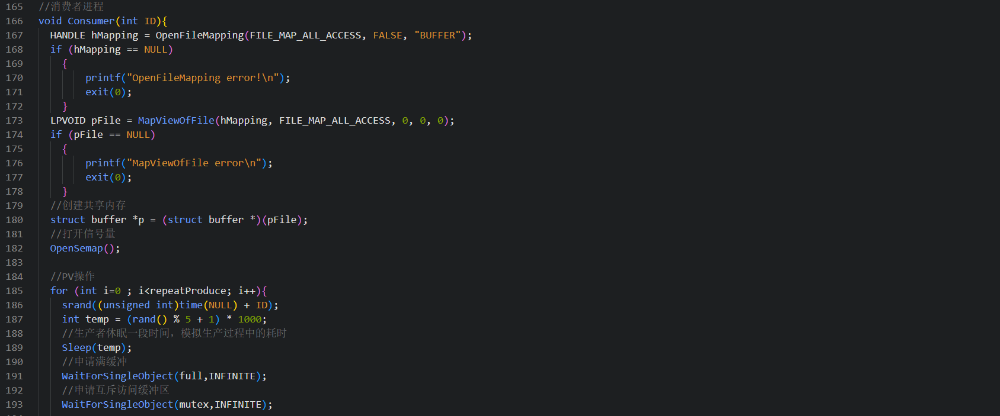 165 //消费者进程
166 void Consumer(int ID){
167 HANDLE hMapping = OpenFileMapping(FILE_MAP_ALL_ACCESS, FALSE, "BUFFER");
168 if (hMapping == NULL)
169 {
170 printf("OpenFileMapping error!\n");
171 exit(0);
172 }
173 LPVOID pFile = MapViewOfFile(hMapping, FILE_MAP_ALL_ACCESS, 0, 0, 0);
174 if (pFile == NULL)
175 {
176 printf("MapViewOfFile error\n");
177 exit(0);
178 }
179 //创建共享内存
180 struct buffer *p = (struct buffer *)(pFile);
181 //打开信号量
182 OpenSemap();
183
184 //PV操作
185 for (int i=0 ; i<repeatProduce; i++){
186 srand((unsigned int)time(NULL) + ID);
187 int temp = (rand() % 5 + 1) * 1000;
188 //生产者休眠一段时间，模拟生产过程中的耗时
189 Sleep(temp);
190 //申请满缓冲
191 WaitForSingleObject(full,INFINITE);
192 //申请互斥访问缓冲区
193 WaitForSingleObject(mutex,INFINITE);